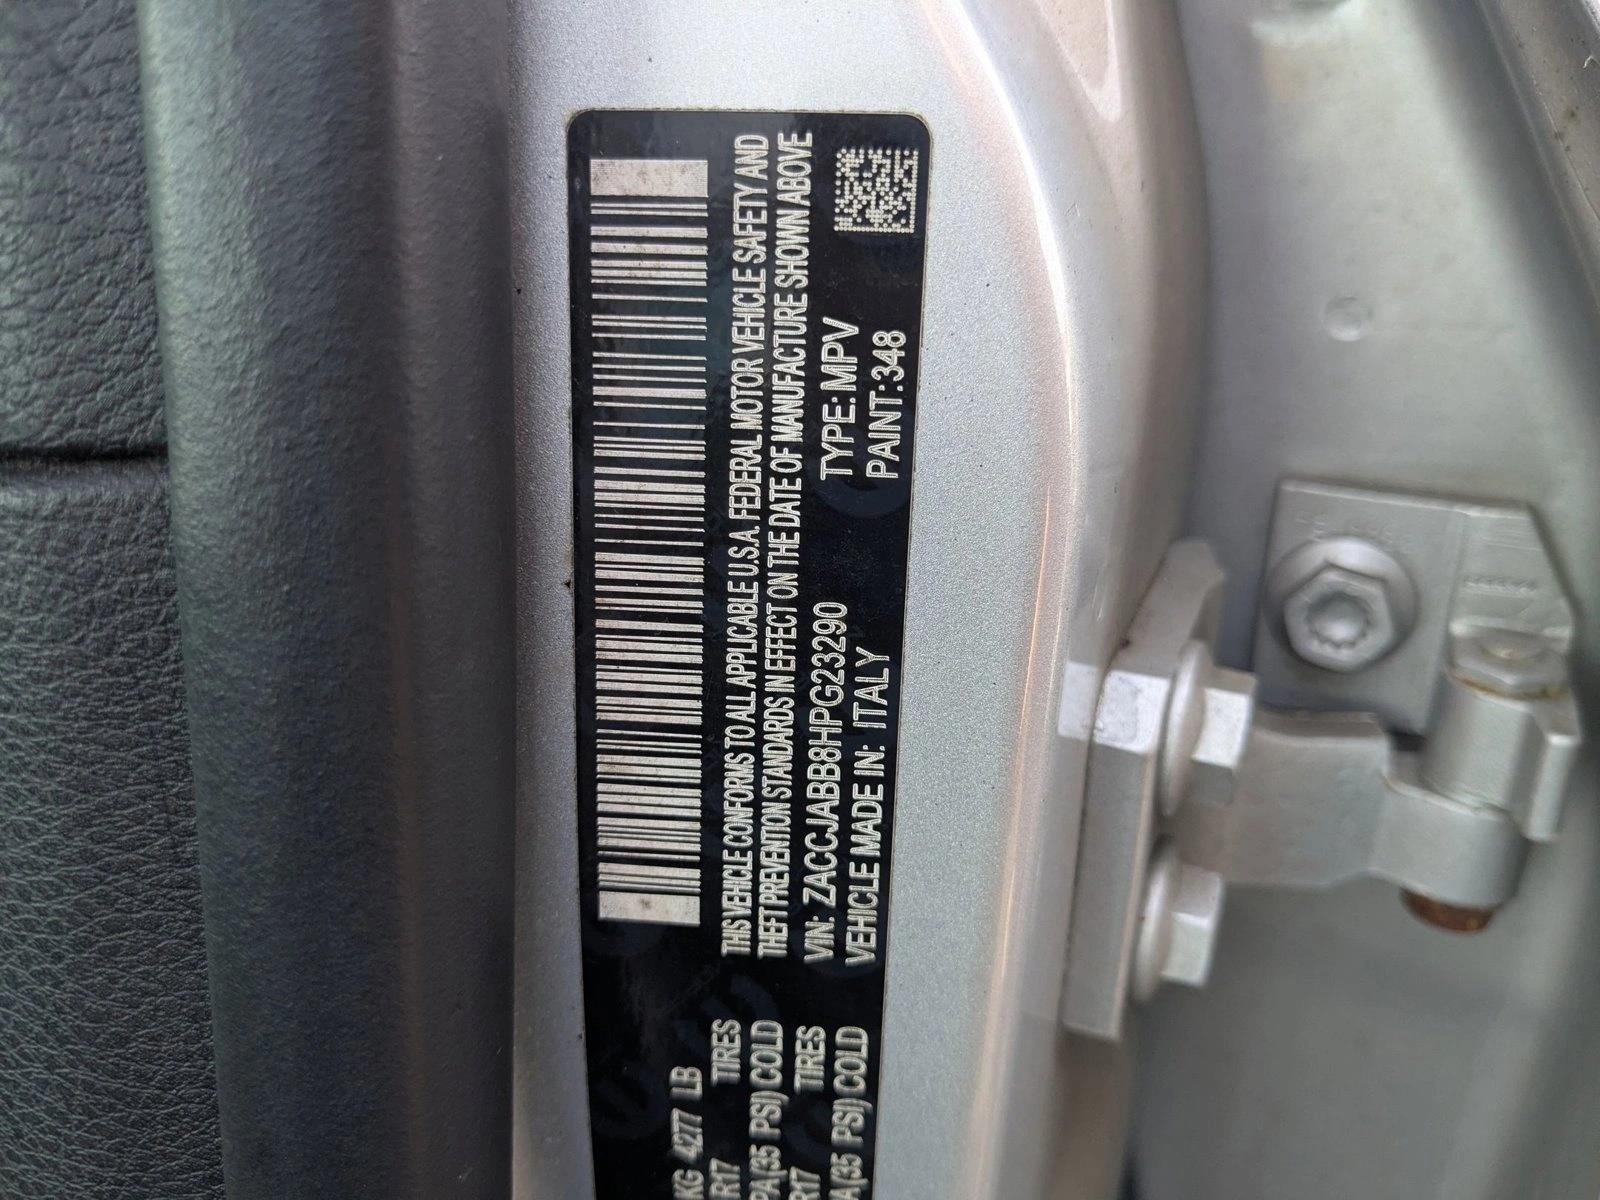 THIS VEHICLE CONFORMS TO ALL APPLICABLE U.S.A. FEDERAL MOTOR VEHICLE SAFETY AND
THEFT PREVENTION STANDARDS IN EFFECT ON THE DATE OF MANUFACTURE SHOWN ABOVE
VIN: ZACCJABB8HPG23290 TYPE: MPV
VEHICLE MADE IN: ITALY PAINT: 348
KG 4277 LB
R17 TIRES
PA(35 PSI) COLD
R17 TIRES
A(35 PSI) COLD